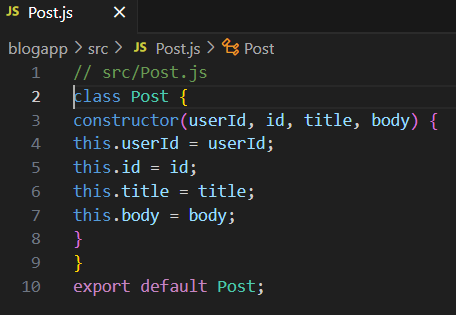 JS Post.js ×
blogapp > src > JS Post.js > Post
1 // src/Post.js
2 class Post {
3 constructor(userId, id, title, body) {
4 this.userId = userId;
5 this.id = id;
6 this.title = title;
7 this.body = body;
8 }
9 }
10 export default Post;